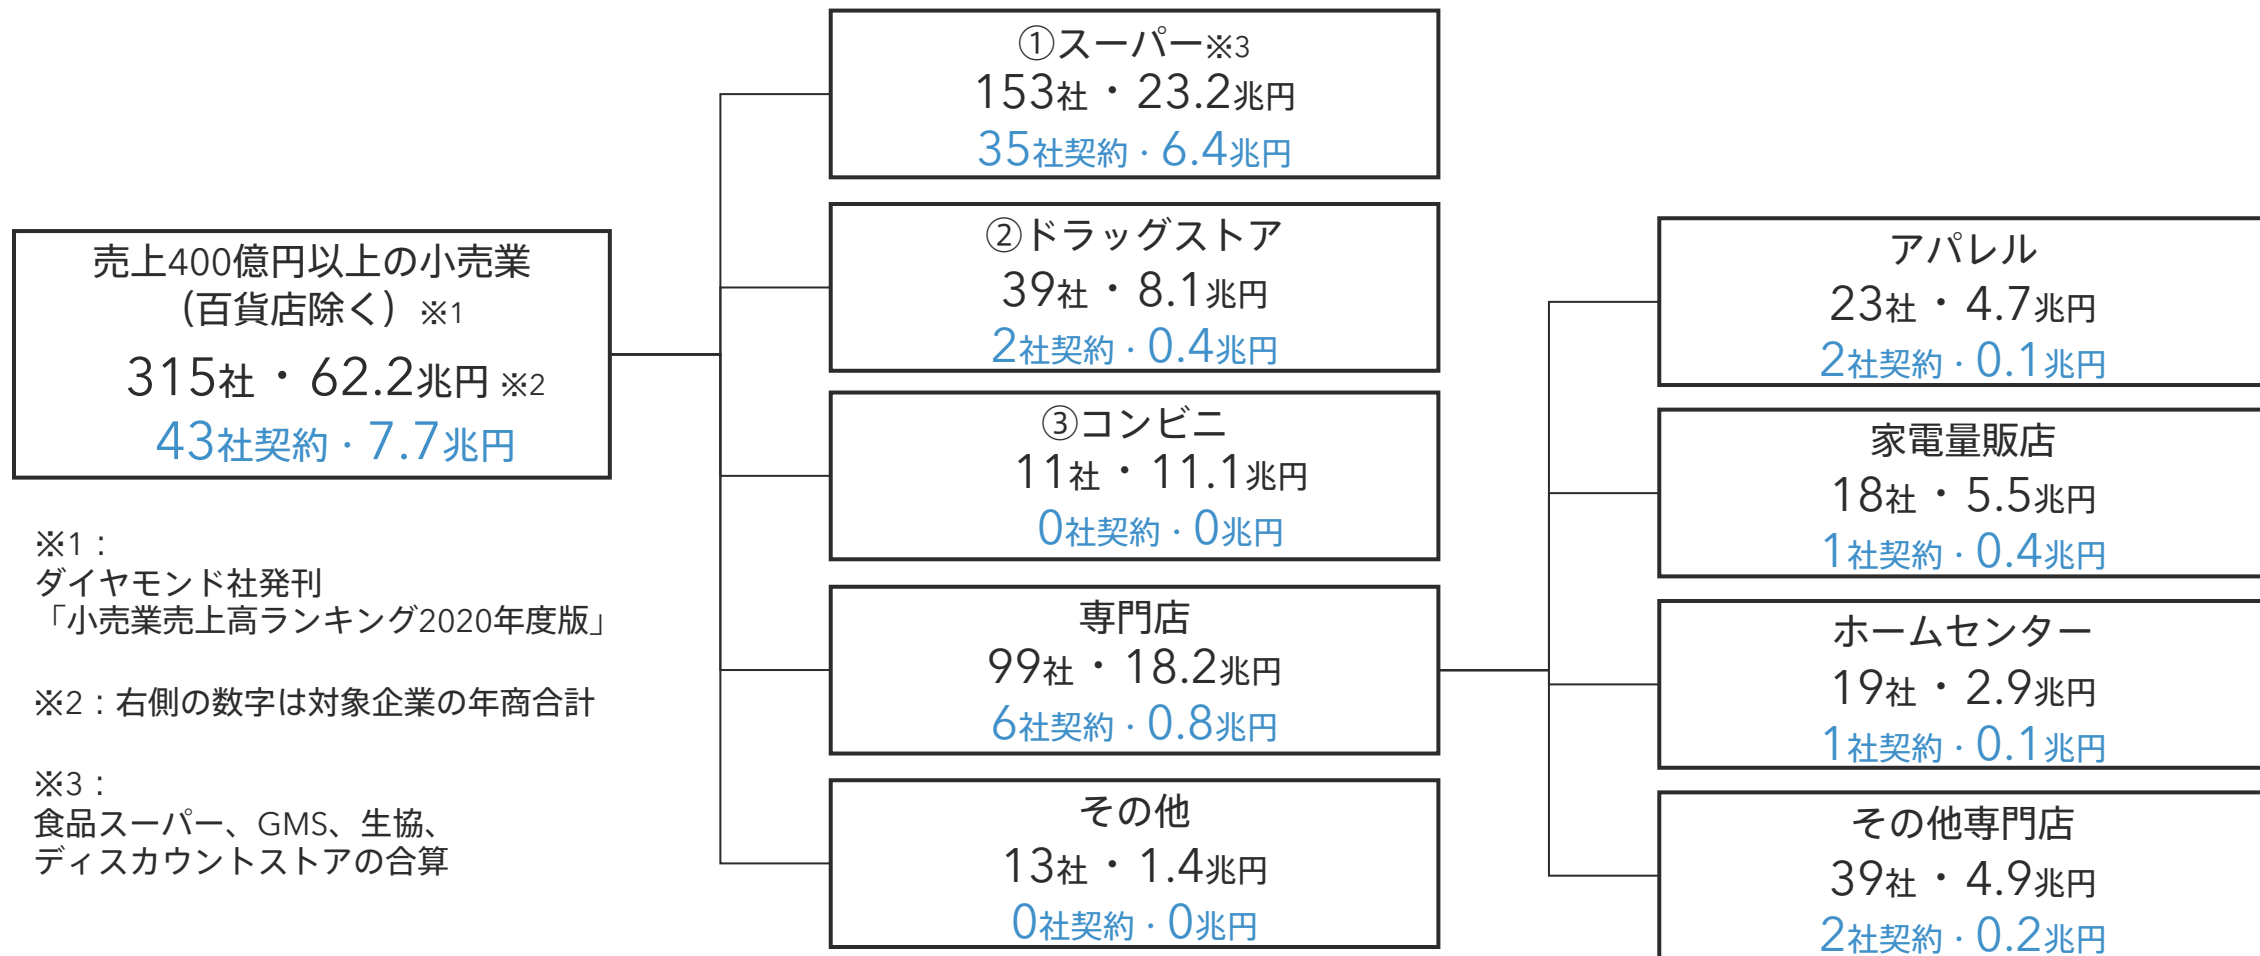 売上400億円以上の小売業
（百貨店除く）※1
315社・62.2兆円 ※2
43社契約・7.7兆円
※1：
ダイヤモンド社発刊
「小売業売上高ランキング2020年度版」
※2：右側の数字は対象企業の年商合計
※3：
食品スーパー、GMS、生協、
ディスカウントストアの合算
①スーパー※3
153社・23.2兆円
35社契約・6.4兆円
②ドラッグストア
39社・8.1兆円
2社契約・0.4兆円
③コンビニ
11社・11.1兆円
0社契約・0兆円
専門店
99社・18.2兆円
6社契約・0.8兆円
その他
13社・1.4兆円
0社契約・0兆円
アパレル
23社・4.7兆円
2社契約・0.1兆円
家電量販店
18社・5.5兆円
1社契約・0.4兆円
ホームセンター
19社・2.9兆円
1社契約・0.1兆円
その他専門店
39社・4.9兆円
2社契約・0.2兆円